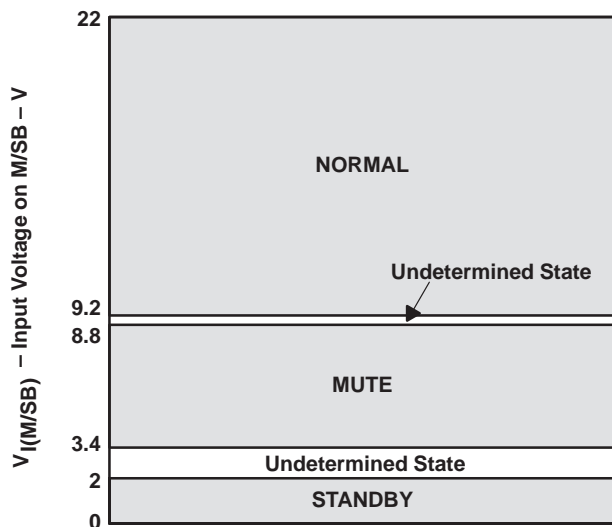 V_I(M/SB) – Input Voltage on M/SB – V
22
NORMAL
Undetermined State
9.2
8.8
MUTE
3.4
Undetermined State
2
STANDBY
0